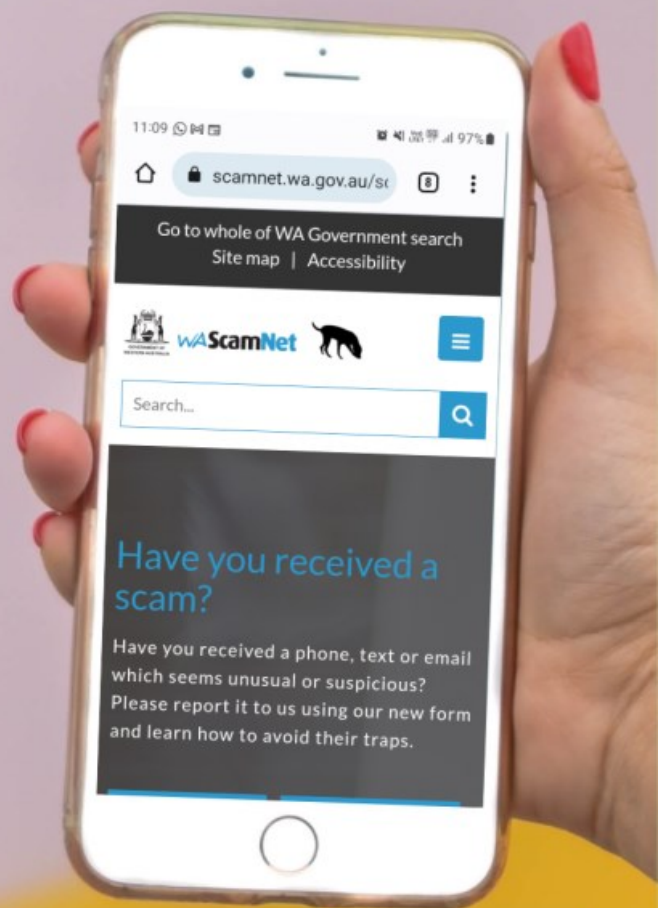 11:09
97%
scamnet.wa.gov.au/sc
8
Go to whole of WA Government search
Site map | Accessibility
WAScamNet
Search...
Have you received a
scam?
Have you received a phone, text or email
which seems unusual or suspicious?
Please report it to us using our new form
and learn how to avoid their traps.